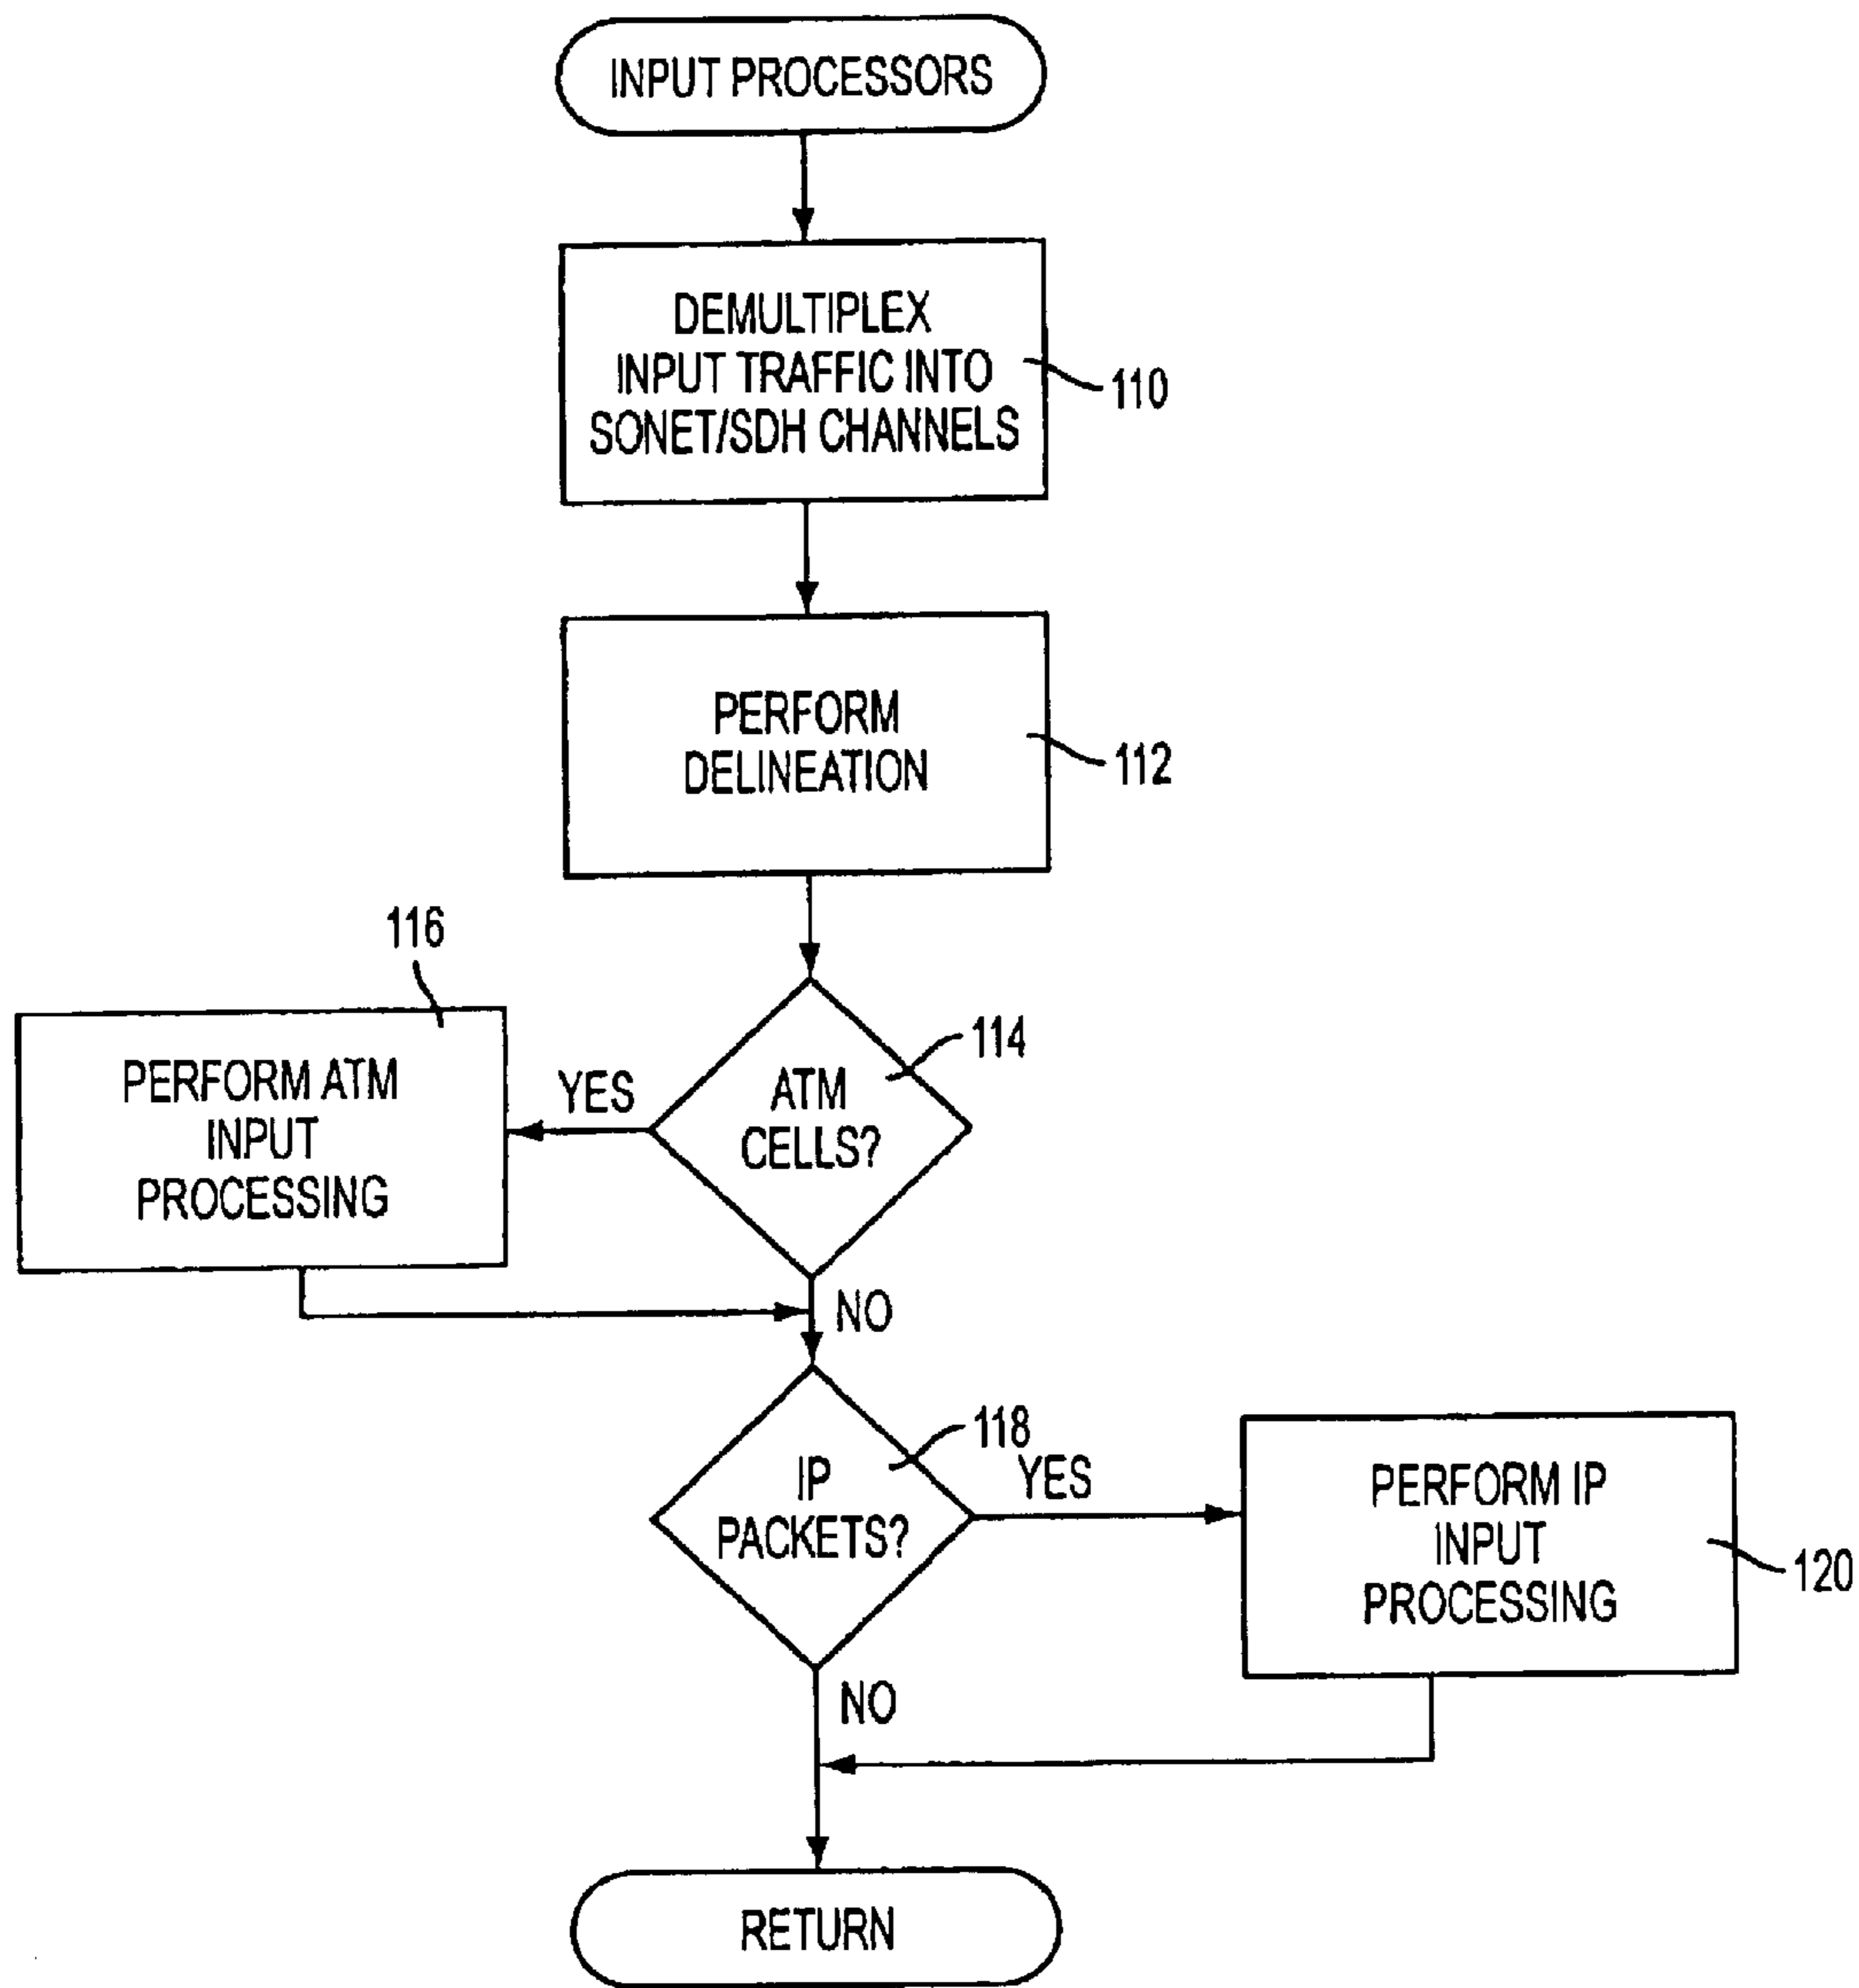 INPUT PROCESSORS
DEMULTIPLEX
INPUT TRAFFIC INTO
SONET/SDH CHANNELS
110
PERFORM
DELINEATION
112
116
PERFORM ATM
INPUT
PROCESSING
YES
114
ATM
CELLS?
NO
118
IP
PACKETS?
YES
PERFORM IP
INPUT
PROCESSING
120
NO
RETURN